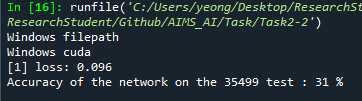 In [16]: runfile('C:/Users/yeong/Desktop/ResearchSt
ResearchStudent/Github/AIMS_AI/Task/Task2-2')
Windows filepath
Windows cuda
[1] loss: 0.096
Accuracy of the network on the 35499 test : 31 %